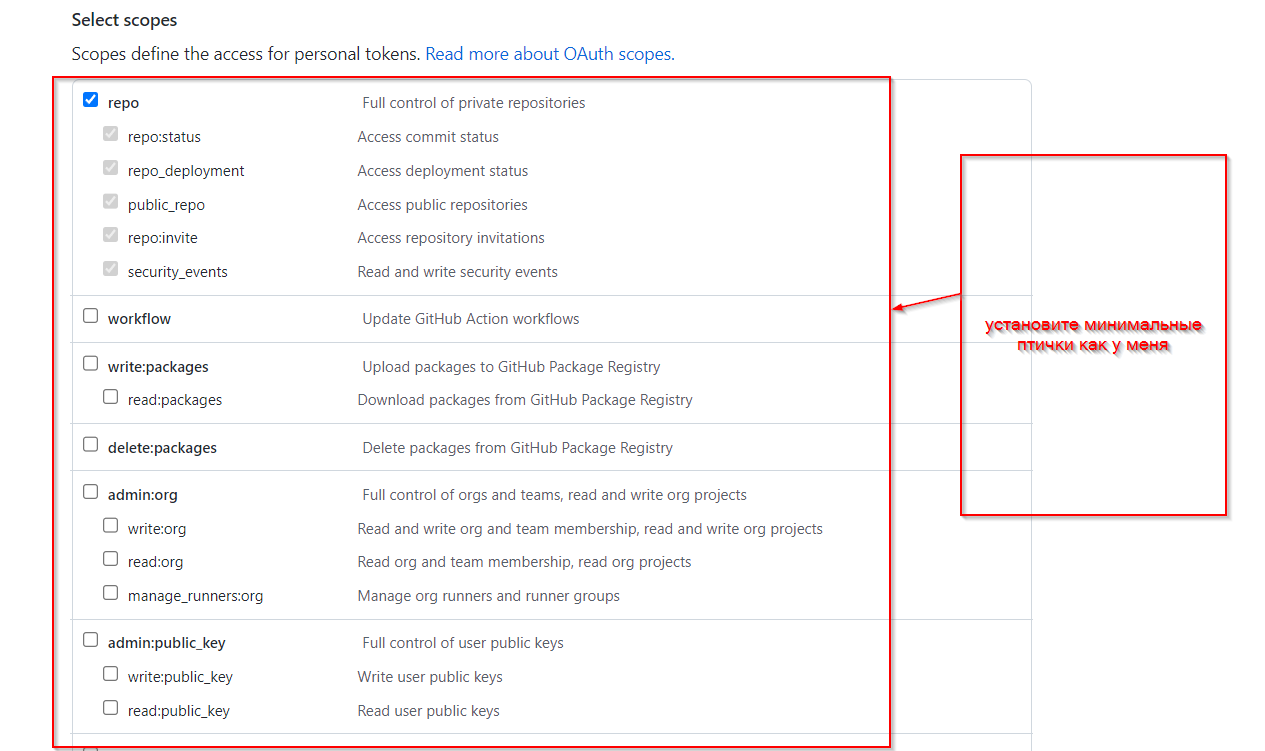 Select scopes
Scopes define the access for personal tokens. Read more about OAuth scopes.
repo Full control of private repositories
repo:status Access commit status
repo_deployment Access deployment status
public_repo Access public repositories
repo:invite Access repository invitations
security_events Read and write security events
workflow Update GitHub Action workflows
write:packages Upload packages to GitHub Package Registry
read:packages Download packages from GitHub Package Registry
delete:packages Delete packages from GitHub Package Registry
admin:org Full control of orgs and teams, read and write org projects
write:org Read and write org and team membership, read and write org projects
read:org Read org and team membership, read org projects
manage_runners:org Manage org runners and runner groups
admin:public_key Full control of user public keys
write:public_key Write user public keys
read:public_key Read user public keys
установите минимальные
птички как у меня